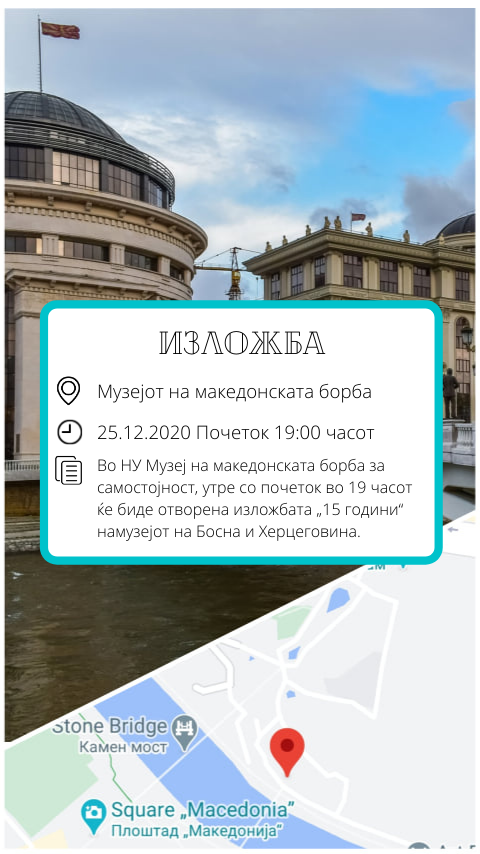 ИЗЛОЖБА
Музејот на македонската борба
25.12.2020 Почеток 19:00 часот
Во НУ Музеј на македонската борба за
самостојност, утре со почеток во 19 часот
ќе биде отворена изложбата „15 години“
намузејот на Босна и Херцеговина.
Stone Bridge
Камен мост
Square „Macedonia“
Плоштад „Македонија“